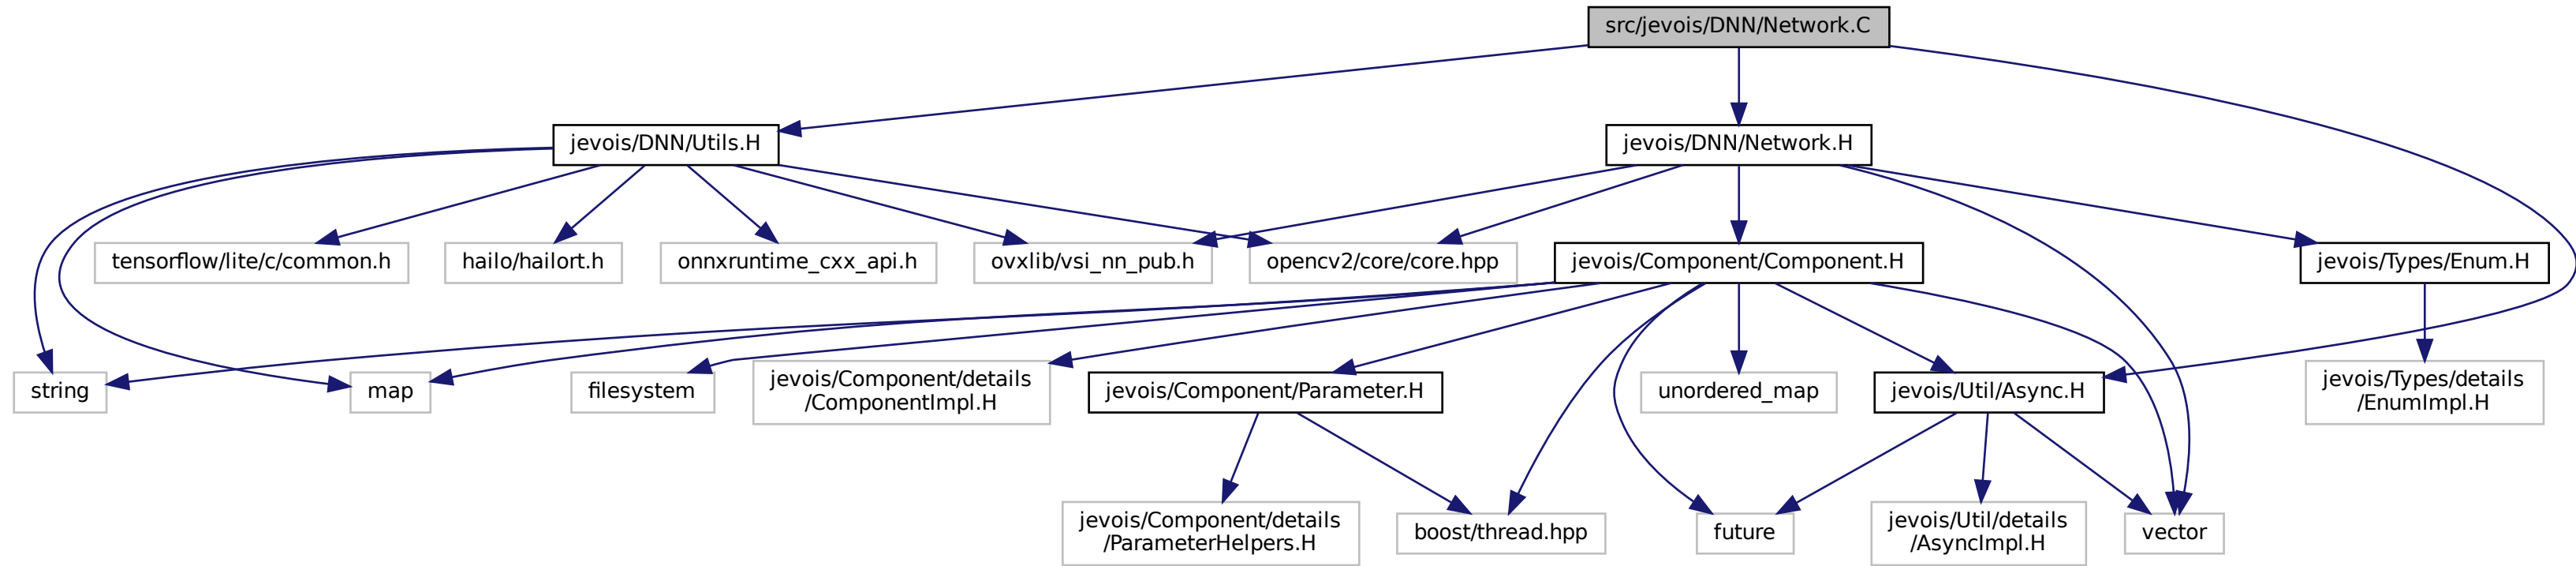 src/jevois/DNN/Network.C
jevois/DNN/Utils.H
jevois/DNN/Network.H
tensorflow/lite/c/common.h
hailo/hailort.h
onnxruntime_cxx_api.h
ovxlib/vsi_nn_pub.h
opencv2/core/core.hpp
jevois/Component/Component.H
jevois/Types/Enum.H
string
map
filesystem
jevois/Component/details
/ComponentImpl.H
jevois/Component/Parameter.H
unordered_map
jevois/Util/Async.H
jevois/Types/details
/EnumImpl.H
jevois/Component/details
/ParameterHelpers.H
boost/thread.hpp
future
jevois/Util/details
/AsyncImpl.H
vector